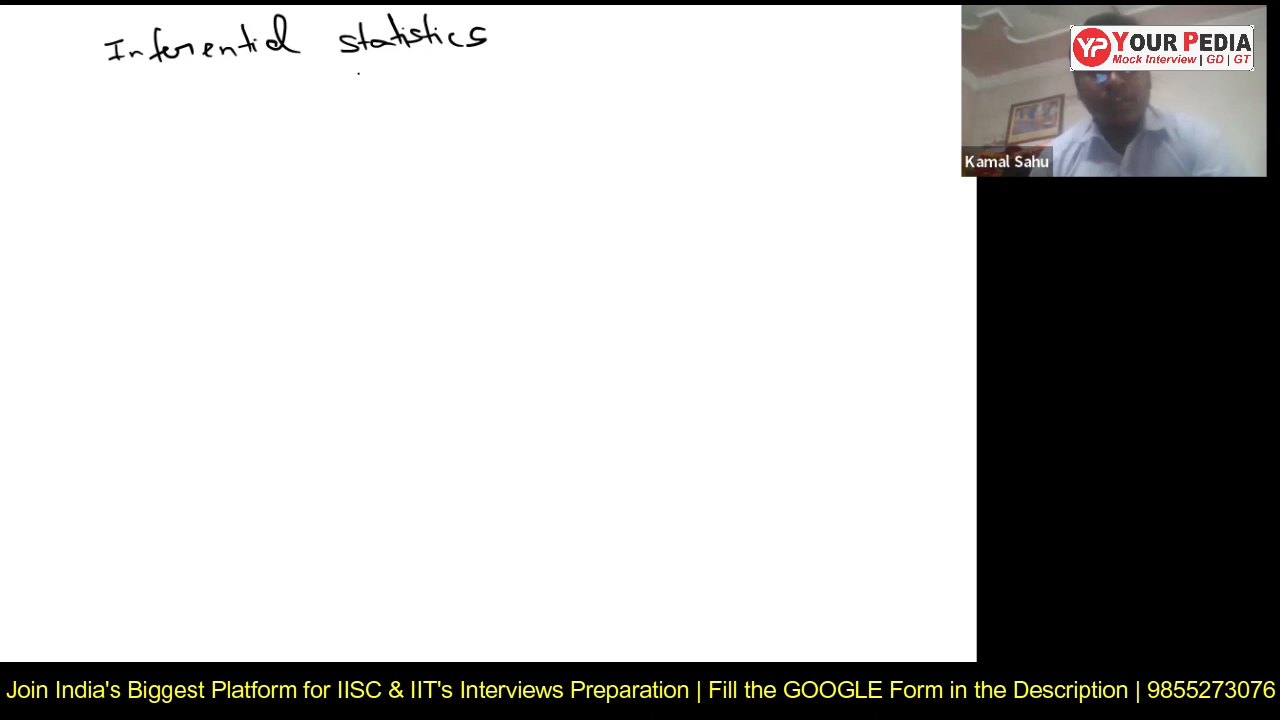 Inferential statistics
YP YOUR PEDIA
Mock Interview | GD | GT
Kamal Sahu
Join India's Biggest Platform for IISC & IIT's Interviews Preparation | Fill the GOOGLE Form in the Description | 9855273076